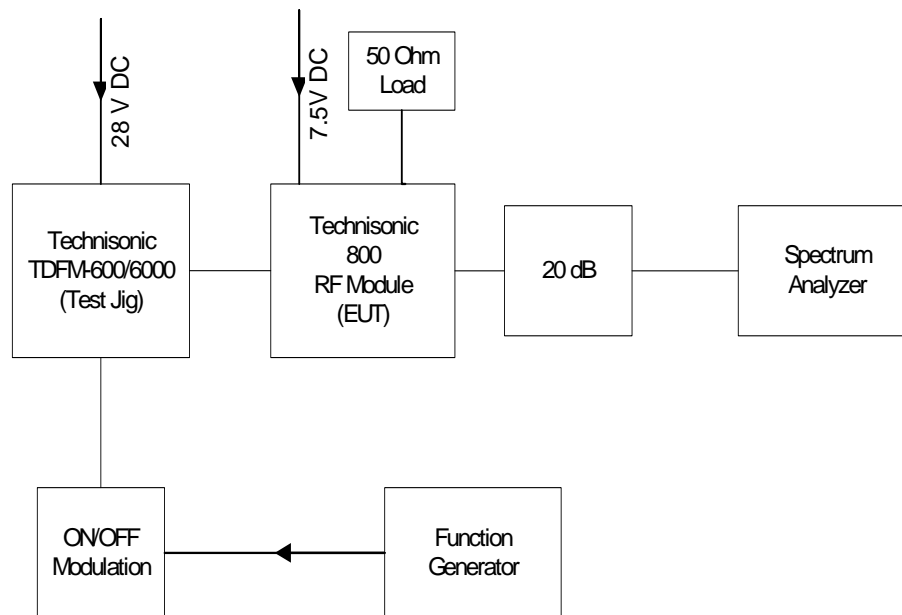 28 V DC
7.5V DC
50 Ohm
Load
Technisonic
TDFM-600/6000
(Test Jig)
Technisonic
800
RF Module
(EUT)
20 dB
Spectrum
Analyzer
ON/OFF
Modulation
Function
Generator